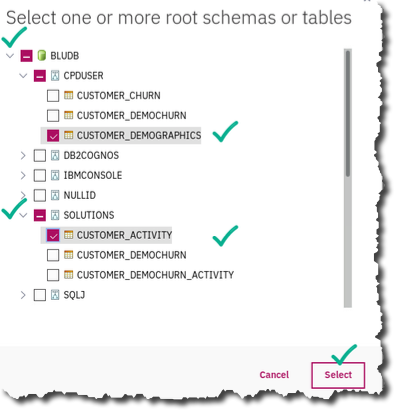 Select one or more root schemas or tables
BLUDB
CPDUSER
CUSTOMER_CHURN
CUSTOMER_DEMOCHURN
CUSTOMER_DEMOGRAPHICS
DB2COGNOS
IBMCONSOLE
NULLID
SOLUTIONS
CUSTOMER_ACTIVITY
CUSTOMER_DEMOCHURN
CUSTOMER_DEMOCHURN_ACTIVITY
SQLJ
Cancel Select